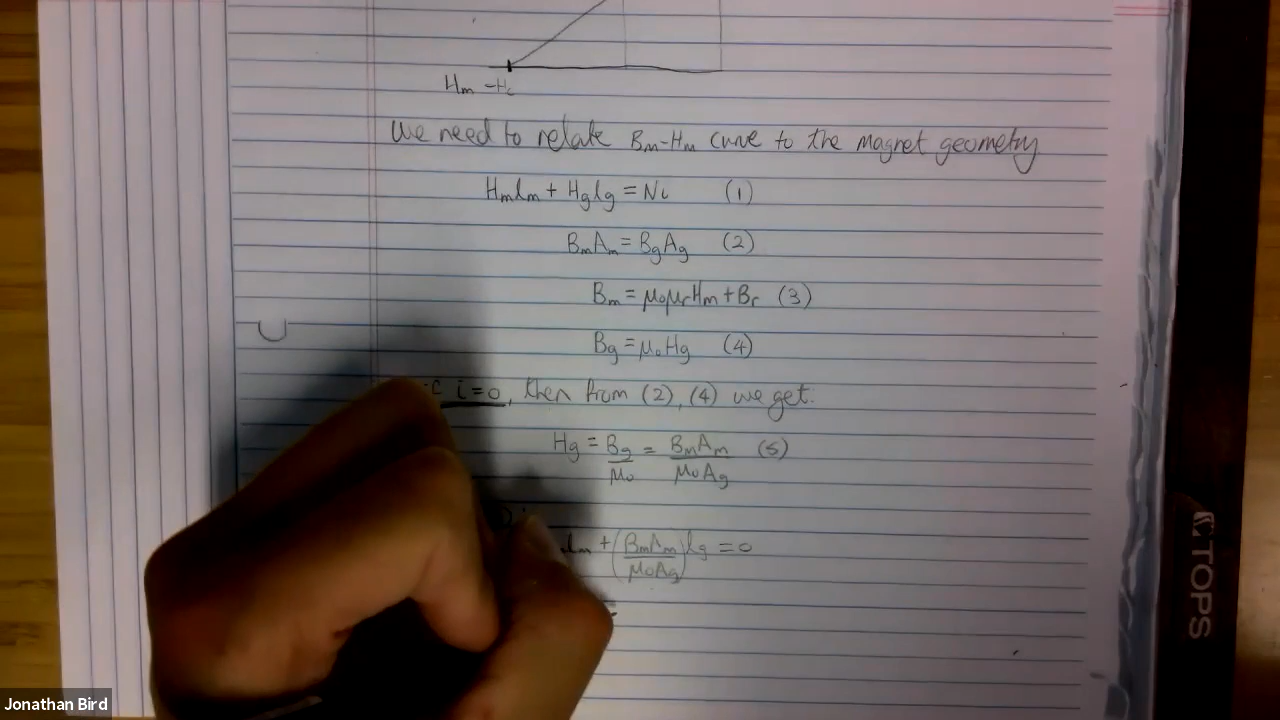 Hm -Hc
We need to relate Bm-Hm curve to the magnet geometry
Hmlm + Hglg = Ni (1)
BmAm = BgAg (2)
Bm = μ0μrHm + Br (3)
Bg = μ0Hg (4)
i=0, then from (2), (4) we get.
Hg = Bg/μ0 = BmAm/μ0Ag (5)
lm + (BmAm/μ0Ag)lg = 0
TOPS
Jonathan Bird